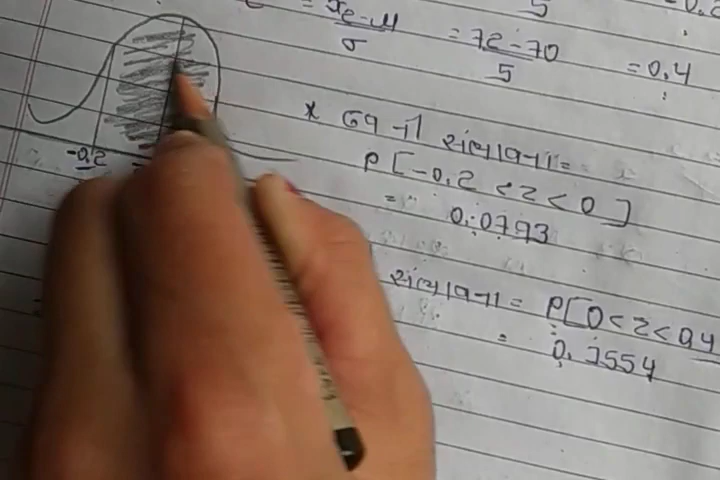 = x₂-μ / σ = 72-70 / 5 = 0.4
* 69 ની સંભાવના =
P[-0.2 < z < 0]
= 0.0793
સંભાવના = P[0 < z < 0.4
= 0.1554
-0.2